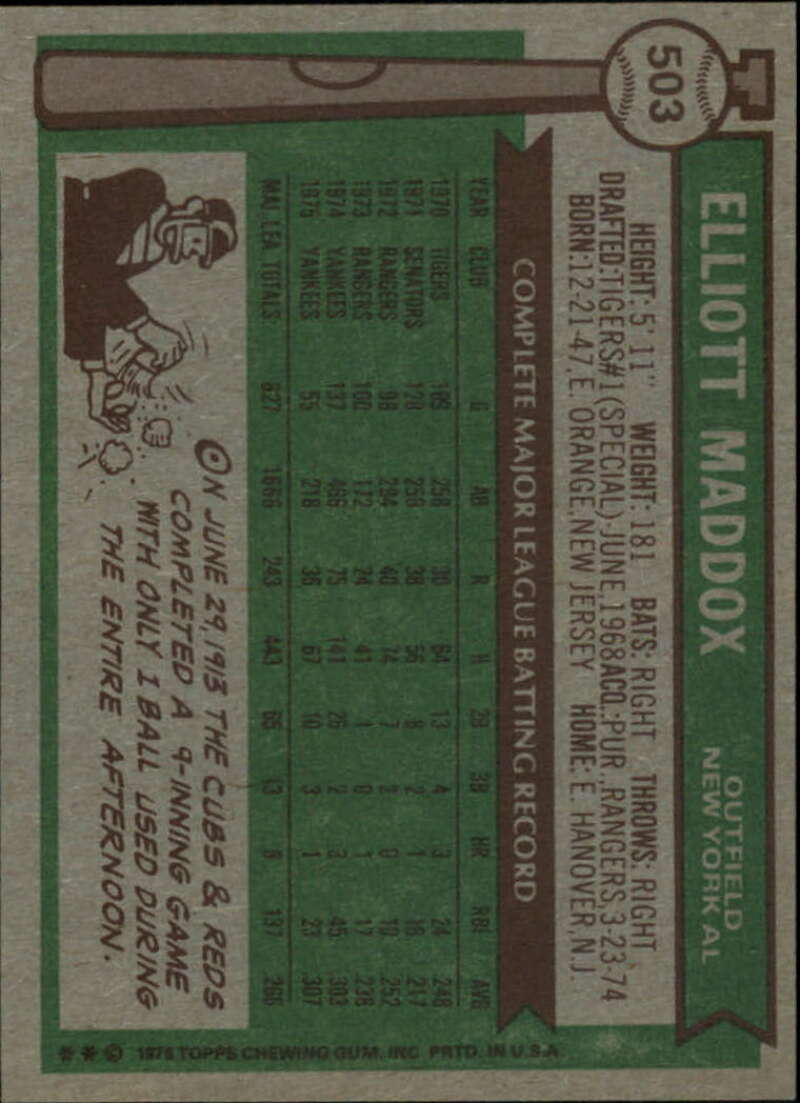 503
ELLIOTT MADDOX
OUTFIELD
NEW YORK AL
HEIGHT: 5' 11" WEIGHT: 181 BATS: RIGHT THROWS: RIGHT
DRAFTED: TIGERS #1 (SPECIAL)-JUNE, 1968 ACQ.: PUR., RANGERS, 3-23-74
BORN: 12-21-47, E. ORANGE, NEW JERSEY HOME: E. HANOVER, N.J.
COMPLETE MAJOR LEAGUE BATTING RECORD
YEAR CLUB G AB R H 2B 3B HR RBI AVG
1970 TIGERS 109 258 30 64 13 4 3 24 .248
1971 SENATORS 128 258 38 56 8 2 1 18 .217
1972 RANGERS 98 294 40 74 7 2 0 10 .252
1973 RANGERS 100 172 24 41 1 0 1 17 .238
1974 YANKEES 137 466 75 141 26 2 3 45 .303
1975 YANKEES 55 218 36 67 10 3 1 23 .307
MAJ. LEA. TOTALS 627 1666 243 443 65 13 9 137 .266
ON JUNE 29, 1913 THE CUBS & REDS
COMPLETED A 9-INNING GAME
WITH ONLY 1 BALL USED DURING
THE ENTIRE AFTERNOON.
** © 1976 TOPPS CHEWING GUM, INC. PRTD. IN U.S.A.